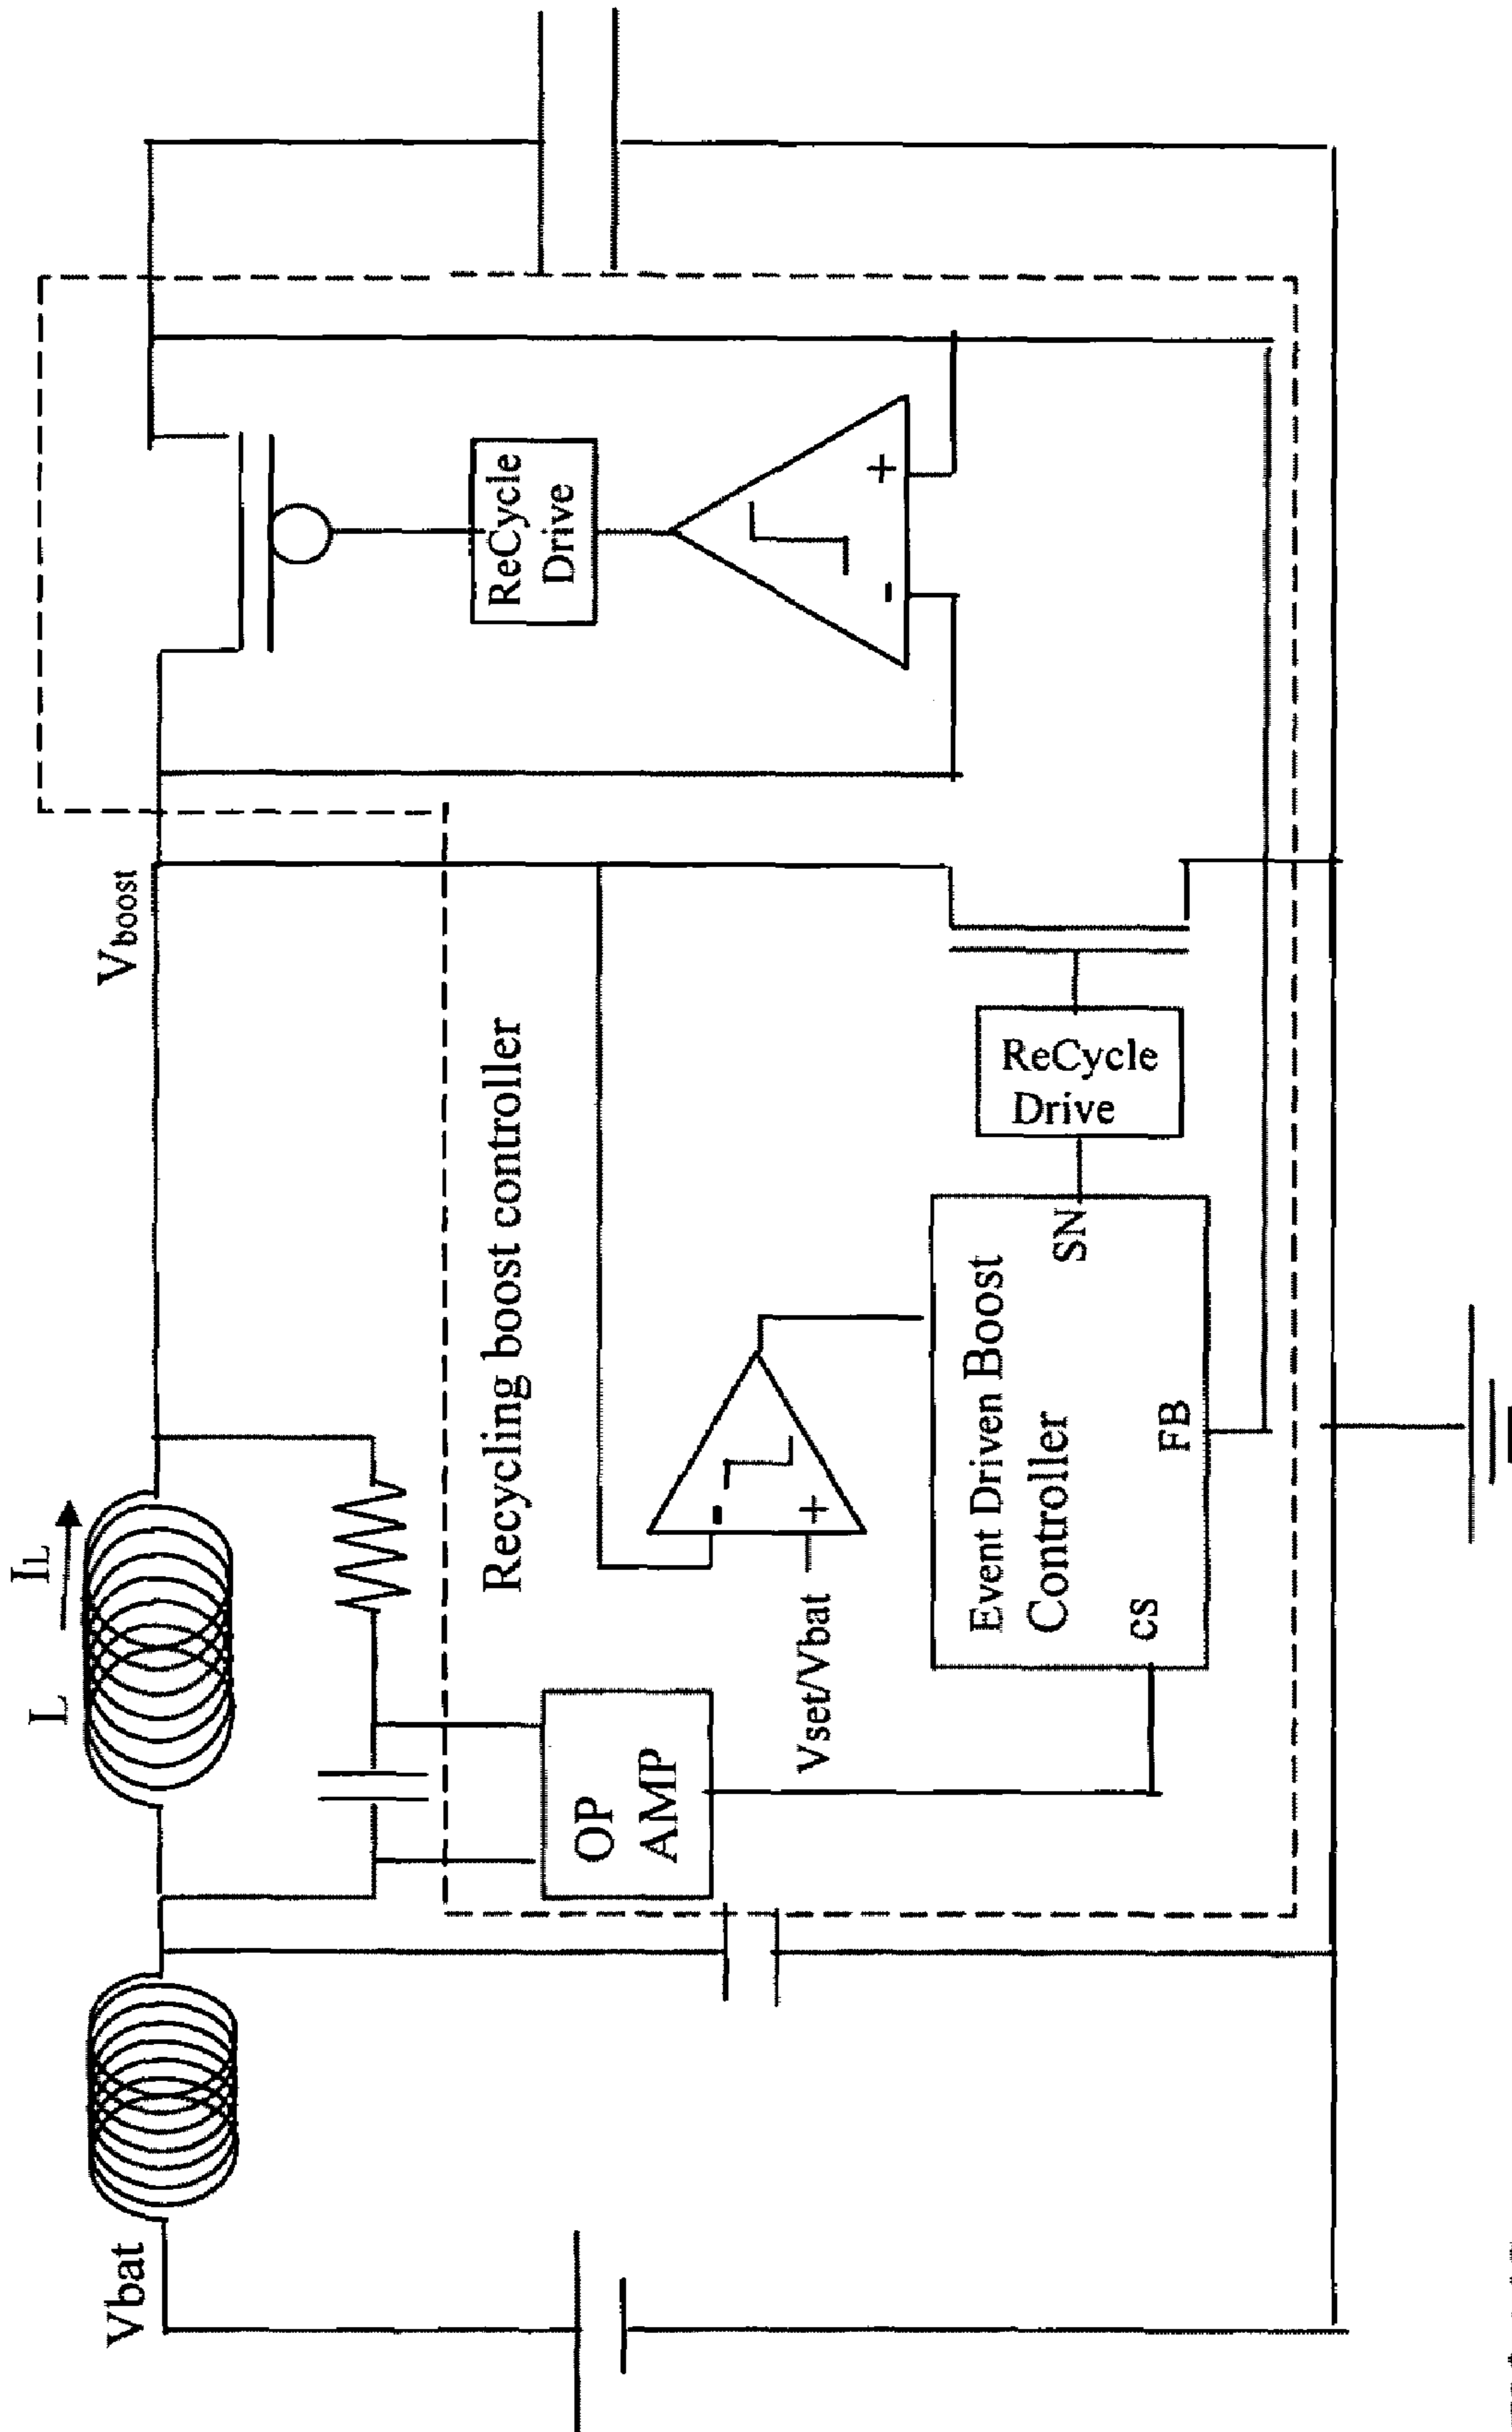 Vbat
L
IL
Vboost
Recycling boost controller
OP
AMP
Vset/Vbat
-
+
Event Driven Boost
Controller
CS
FB
SN
ReCycle
Drive
ReCycle
Drive
-
+